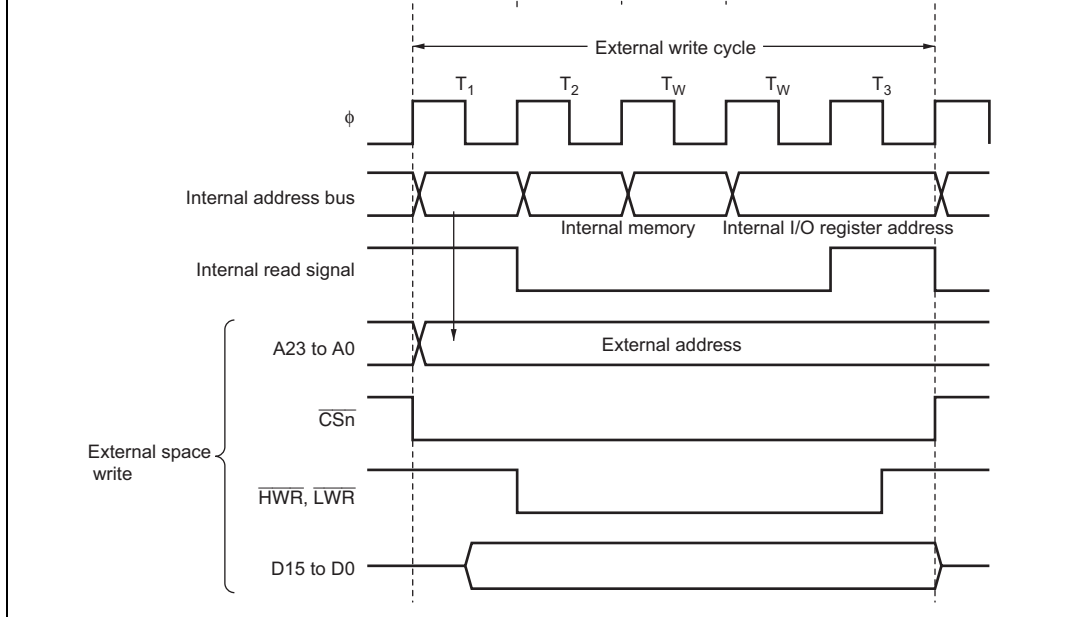 External write cycle
T1 T2 TW TW T3
ϕ
Internal address bus
Internal memory Internal I/O register address
Internal read signal
A23 to A0
External address
CSn
External space
write
HWR, LWR
D15 to D0